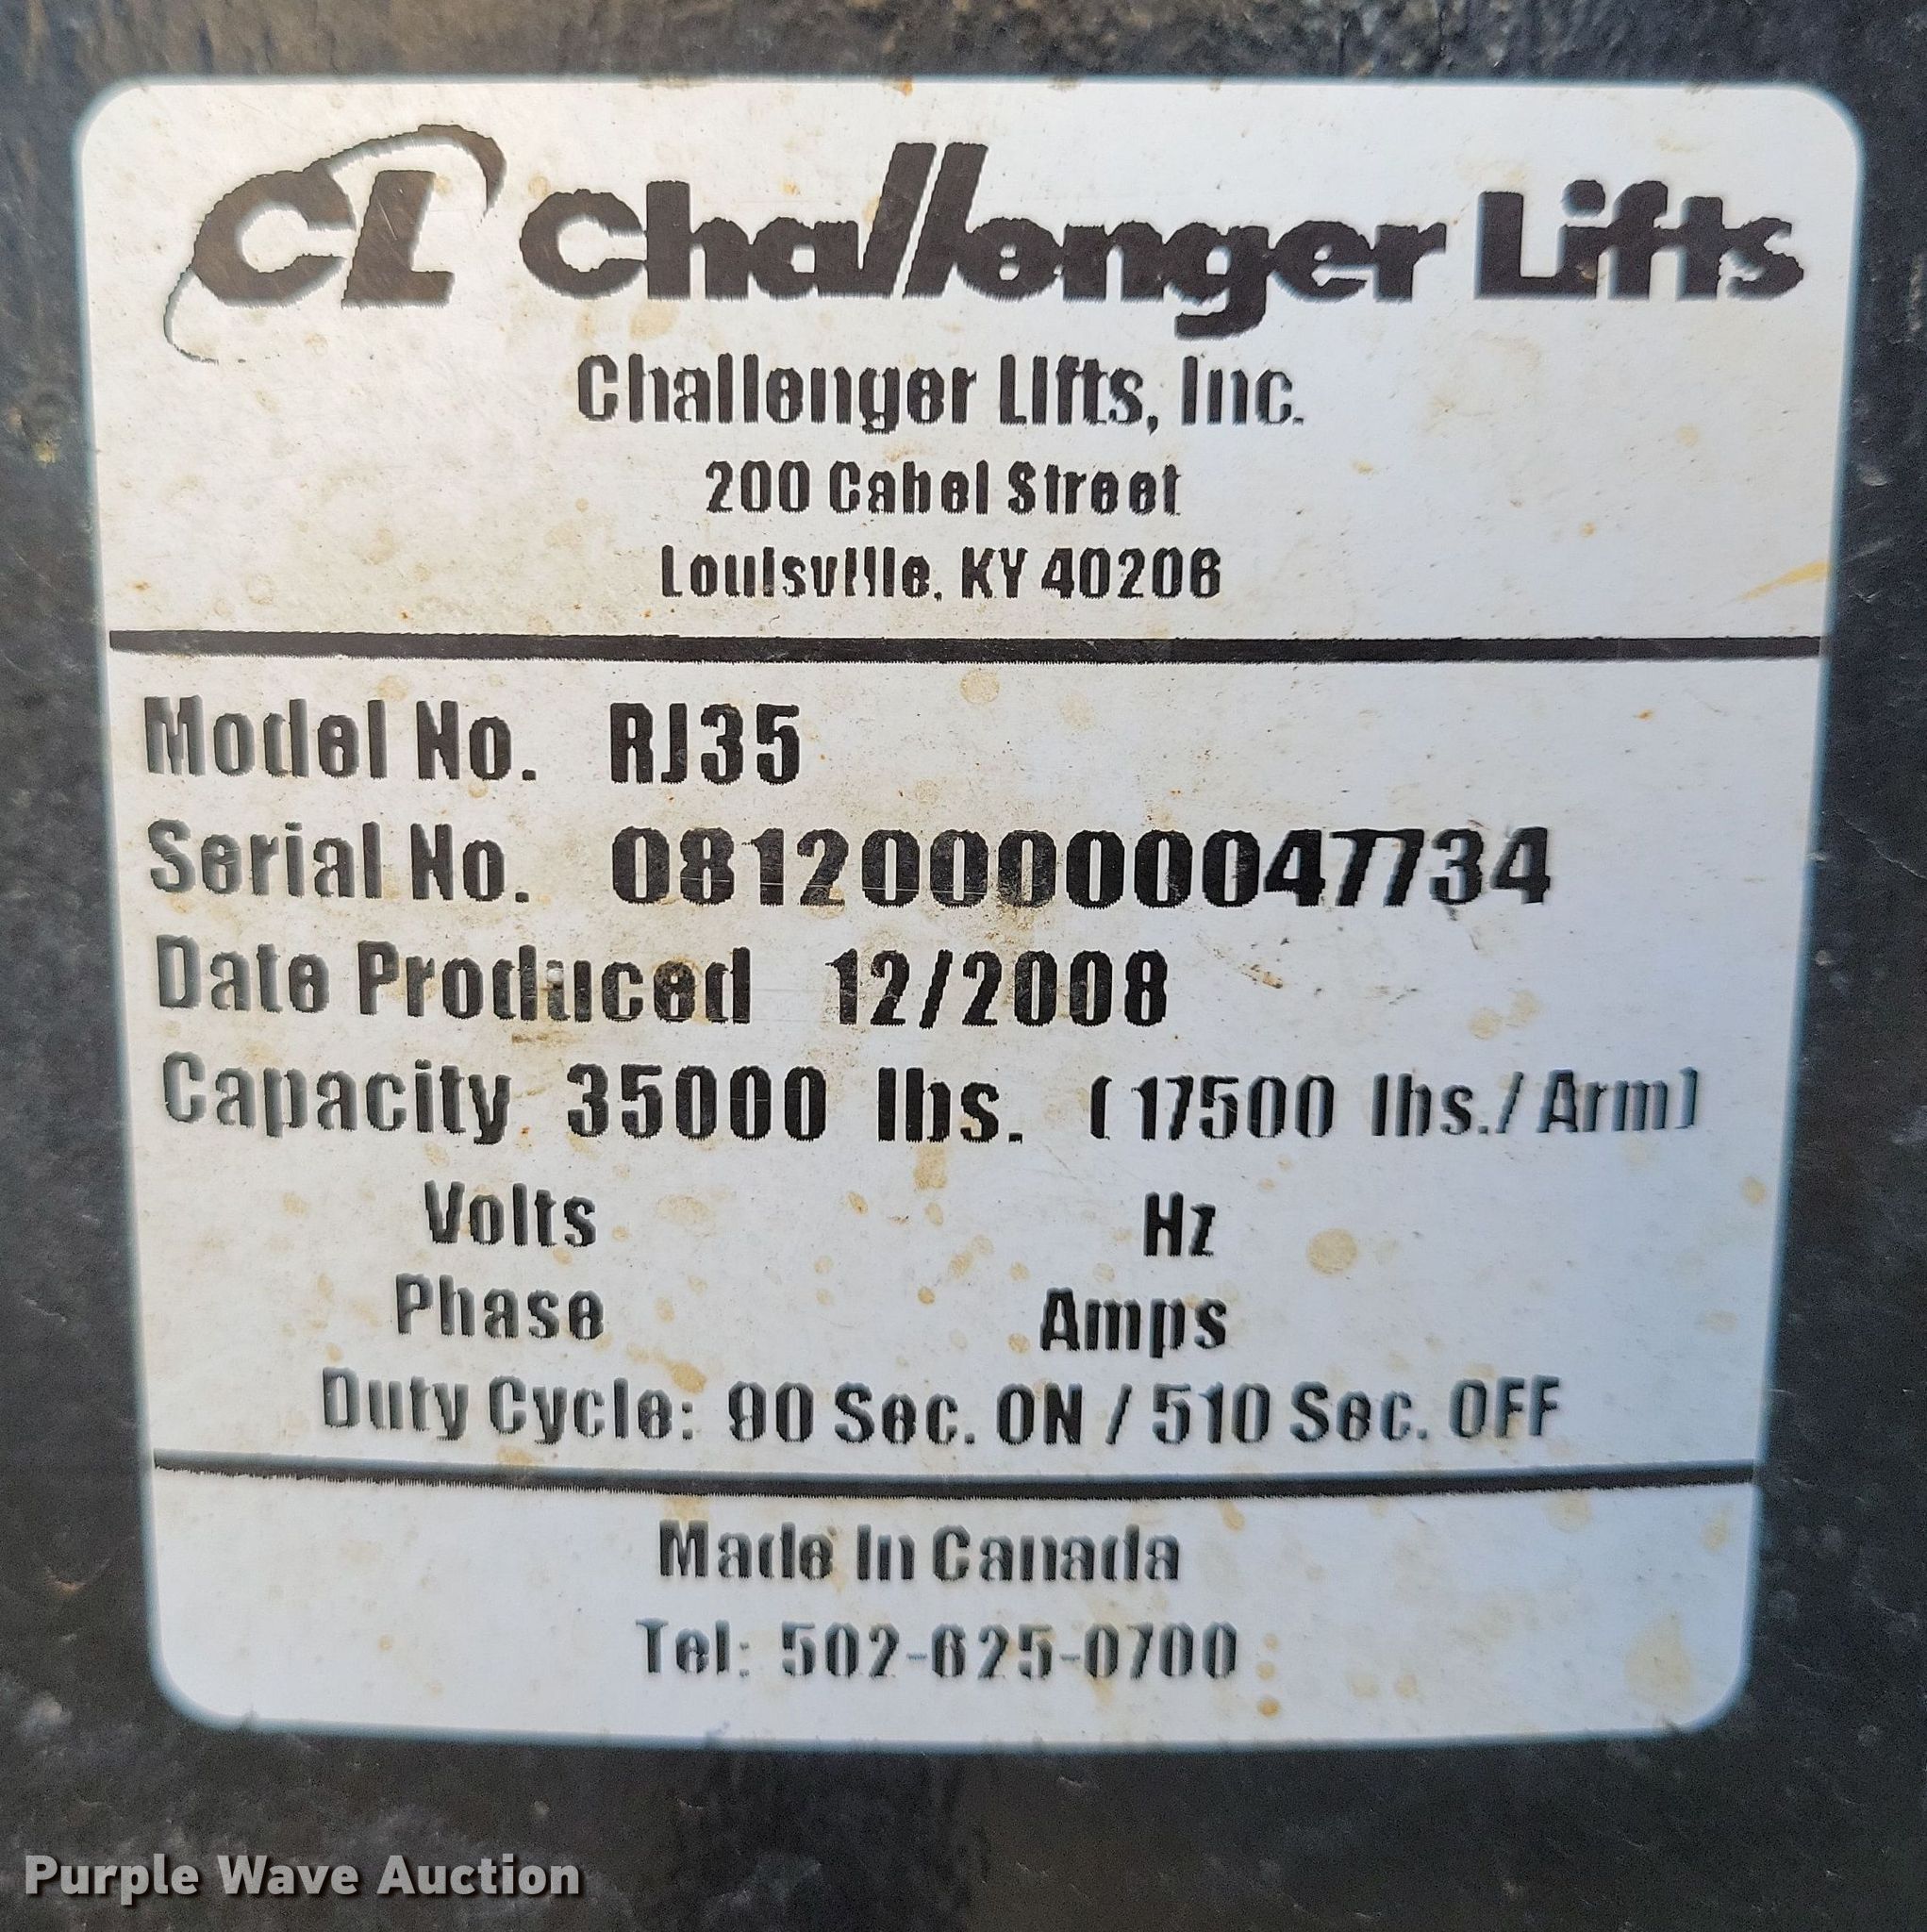 CL Challenger Lifts
Challenger Lifts, Inc.
200 Cabel Street
Louisville, KY 40206
Model No. RJ35
Serial No. 0812000000047734
Date Produced 12/2008
Capacity 35000 lbs. (17500 lbs./Arm)
Volts Hz
Phase Amps
Duty Cycle: 90 Sec. ON / 510 Sec. OFF
Made In Canada
Tel: 502-625-0700
Purple Wave Auction